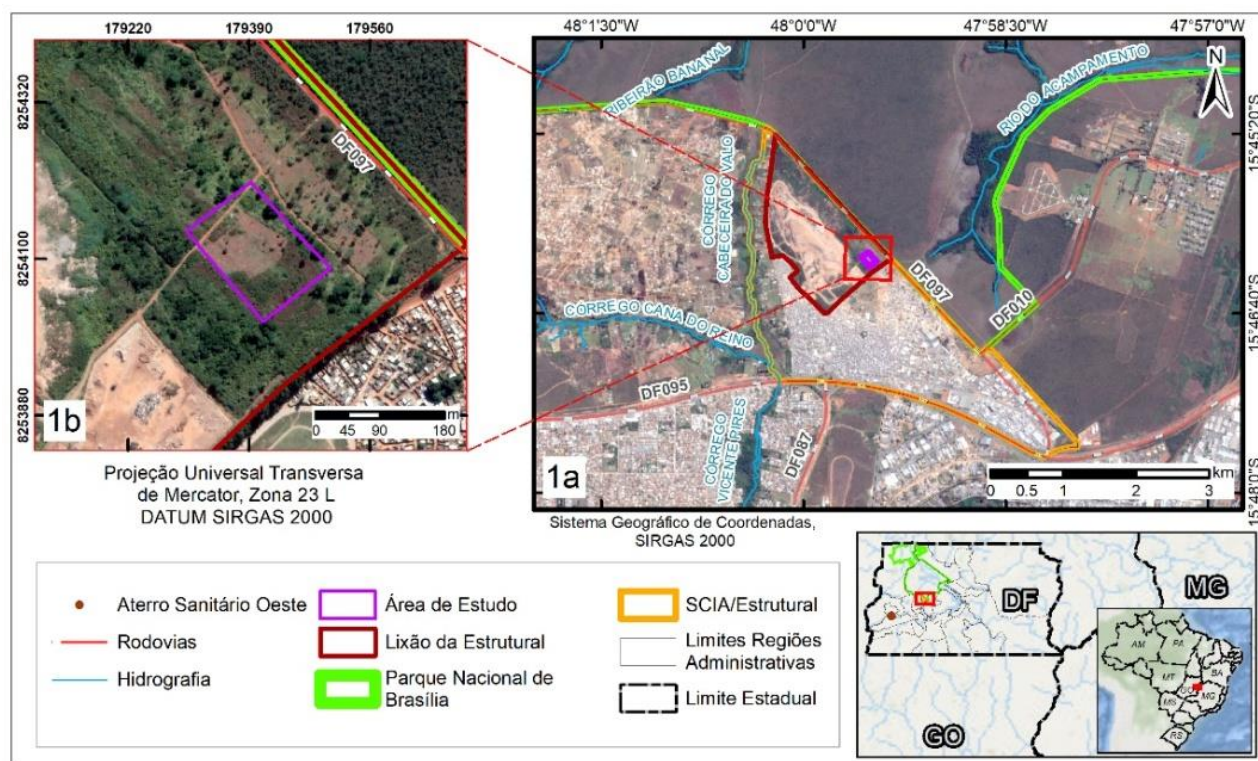 179220
179390
179560
8254320
8254100
8253880
DF097
1b
0 45 90 180
m
Projeção Universal Transversa
de Mercator, Zona 23 L
DATUM SIRGAS 2000
48°1'30"W
48°0'0"W
47°58'30"W
47°57'0"W
15°45'20"S
15°46'40"S
15°48'0"S
N
RIBEIRÃO BANANAL
RIO DO ACAMPAMENTO
CÓRREGO
CABECEIRA DO VALO
CÓRREGO CANA DO REINO
CÓRREGO
VICENTE PIRES
DF097
DF010
DF095
DF087
1a
km
0 0.5 1 2 3
Sistema Geográfico de Coordenadas,
SIRGAS 2000
Aterro Sanitário Oeste
Rodovias
Hidrografia
Área de Estudo
Lixão da Estrutural
Parque Nacional de
Brasília
SCIA/Estrutural
Limites Regiões
Administrativas
Limite Estadual
DF
MG
GO
AM
PA
MT
BA
GO
MG
MS
RS